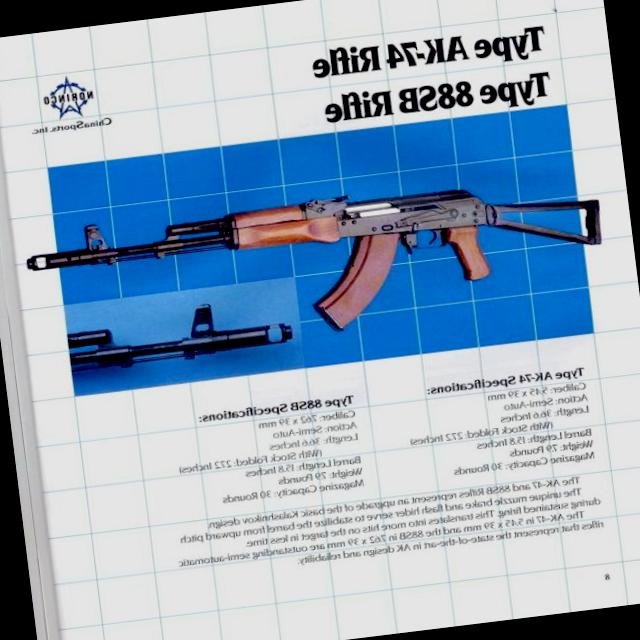 Type AK-74 Rifle
Type 88SB Rifle
NORINCO
ChinaSports, Inc.
Type AK-74 Specifications:
Caliber: 5.45 x 39 mm
Action: Semi-Auto
Length: 36.6 Inches
(With Stock Folded: 27.2 Inches)
Barrel Length: 15.8 Inches
Weight: 7.9 Pounds
Magazine Capacity: 30 Rounds
Type 88SB Specifications:
Caliber: 7.62 x 39 mm
Action: Semi-Auto
Length: 36.6 Inches
(With Stock Folded: 27.2 Inches)
Barrel Length: 15.8 Inches
Weight: 7.9 Pounds
Magazine Capacity: 30 Rounds
The AK-47-AK-74 and 88SB Rifles represent an upgrade of the basic Kalashnikov design.
The unique muzzle brake and flash hider serve to stabilize the barrel from upward pitch
during sustained firing. This translates into more hits on the target in less time.
The AK-47-AK-74 in 5.45 x 39 mm and the 88SB in 7.62 x 39 mm are outstanding semi-automatic
rifles that represent the state-of-the-art in AK design and reliability.
8